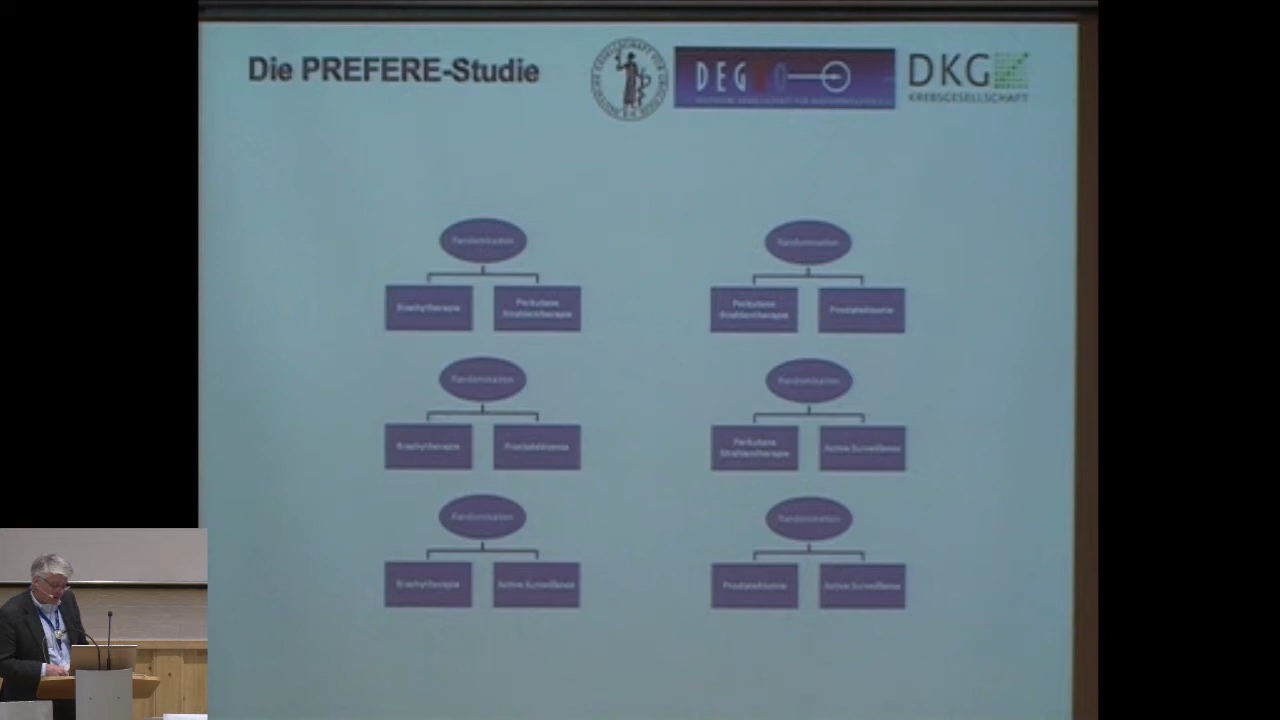 Die PREFERE-Studie
DKG
KREBSGESELLSCHAFT
Randomisation
Brachytherapie
Perkutane
Strahlentherapie
Randomisation
Perkutane
Strahlentherapie
Prostatektomie
Randomisation
Brachytherapie
Prostatektomie
Randomisation
Perkutane
Strahlentherapie
Active Surveillance
Randomisation
Brachytherapie
Active Surveillance
Randomisation
Prostatektomie
Active Surveillance